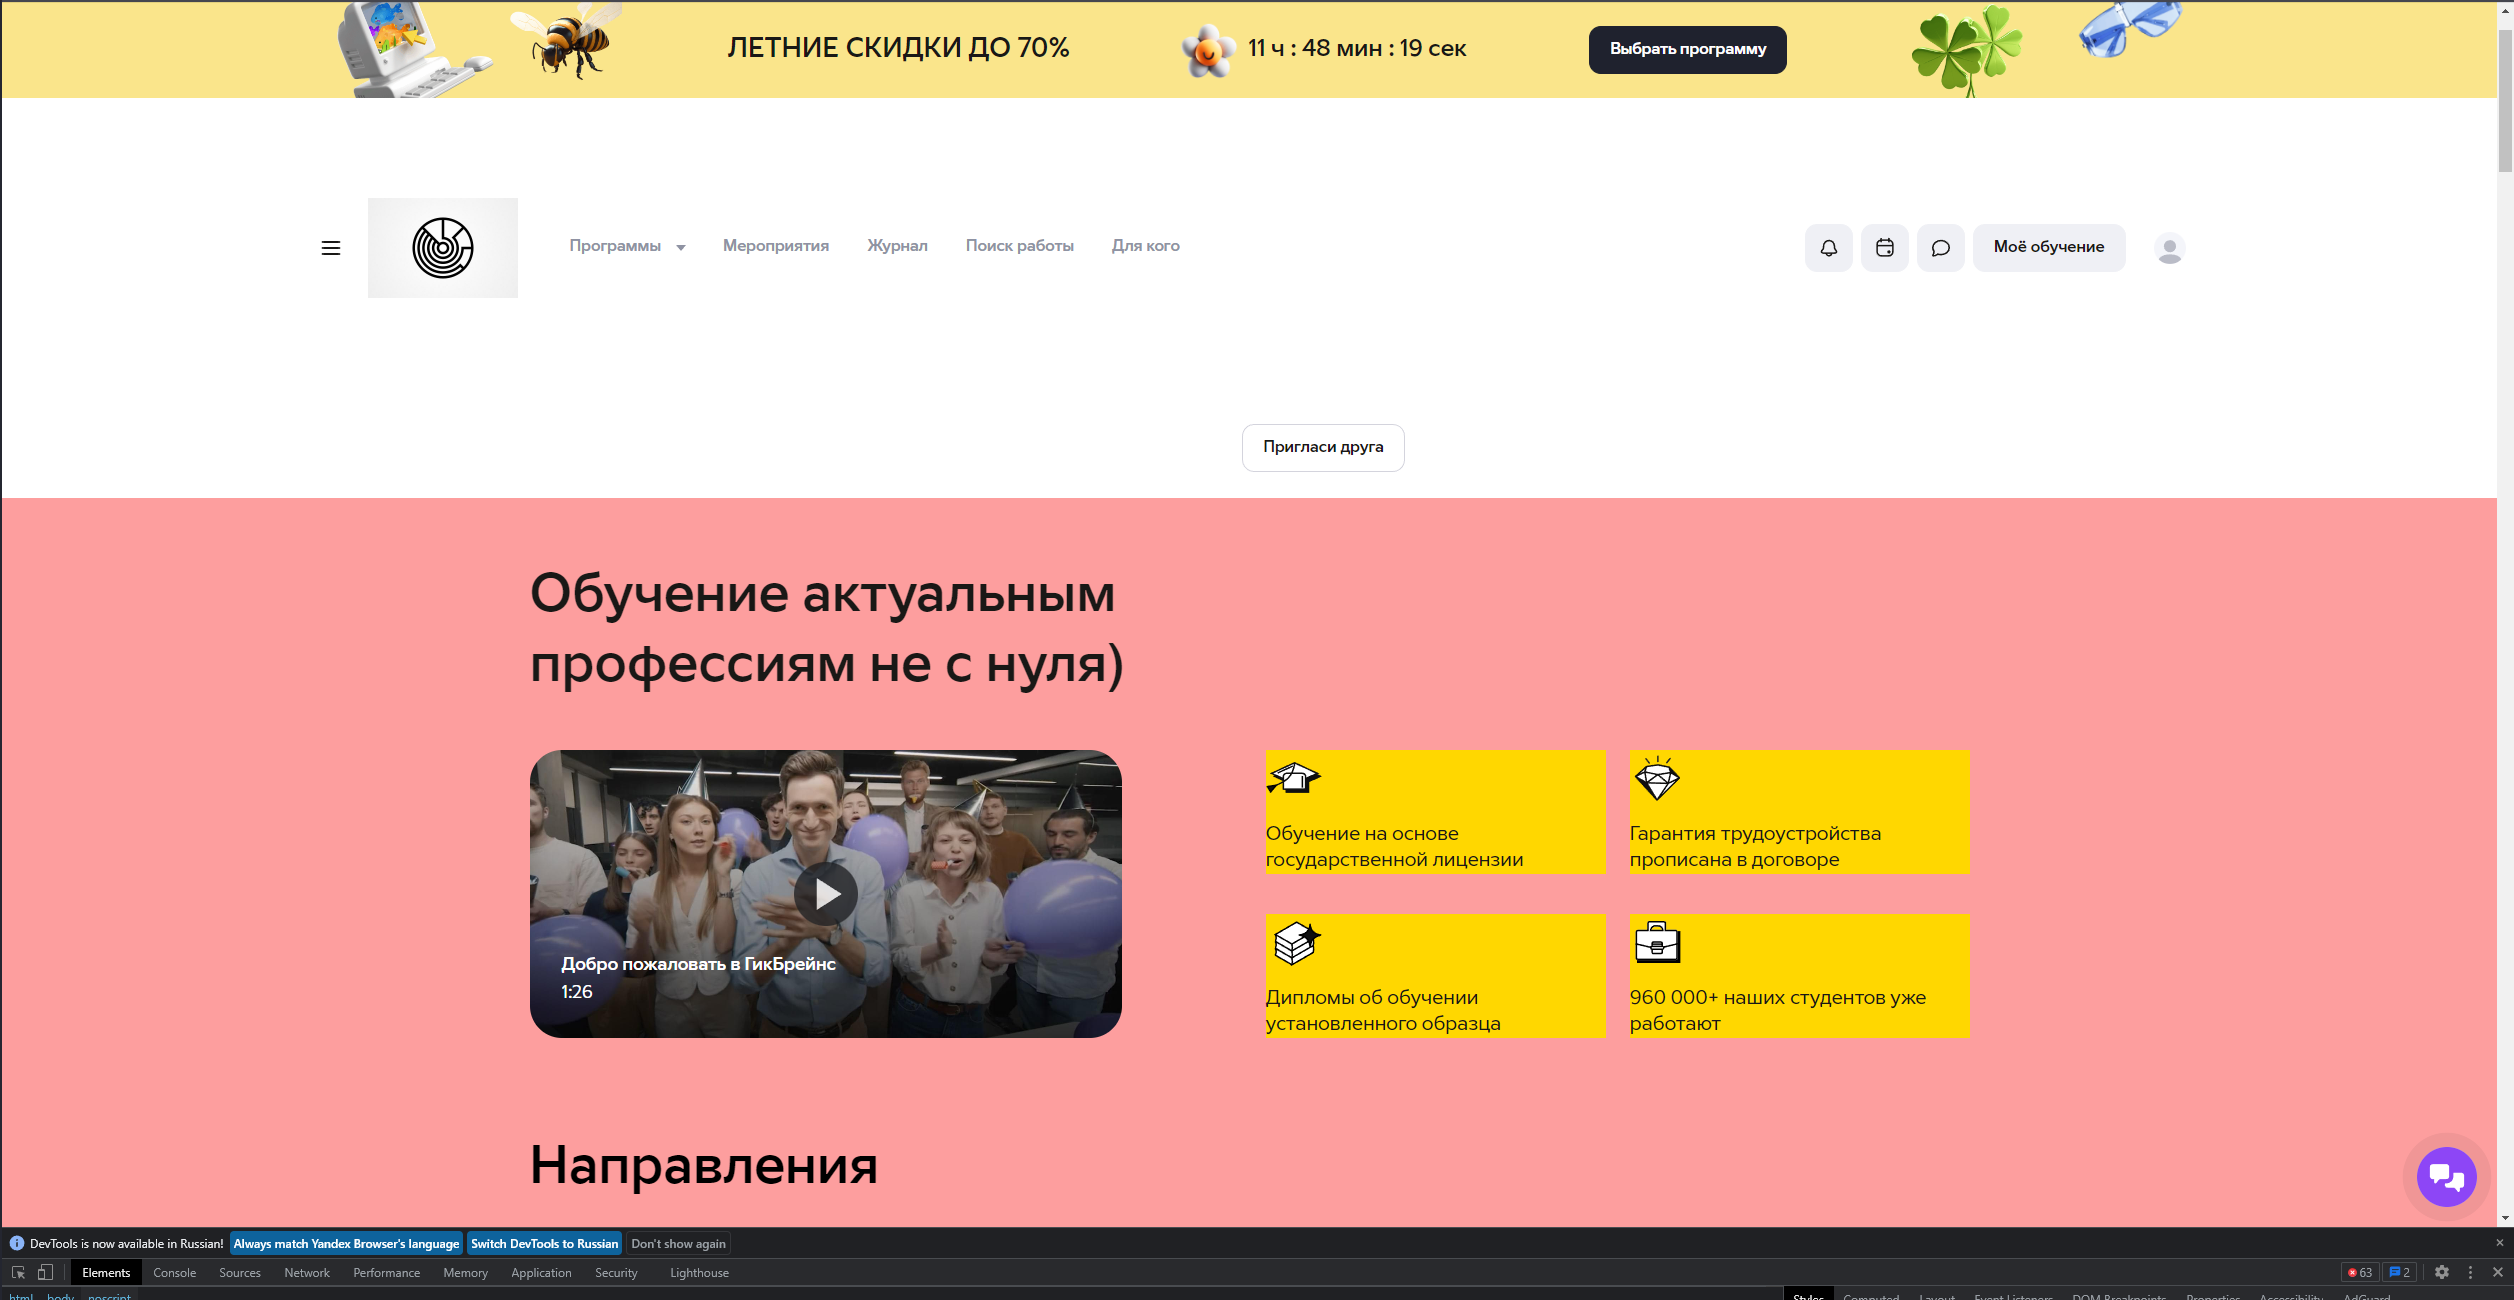 ЛЕТНИЕ СКИДКИ ДО 70%
11 ч : 48 мин : 19 сек
Выбрать программу
Программы
Мероприятия
Журнал
Поиск работы
Для кого
Моё обучение
Пригласи друга
Обучение актуальным
профессиям не с нуля)
Добро пожаловать в ГикБрейнс
1:26
Обучение на основе
государственной лицензии
Гарантия трудоустройства
прописана в договоре
Дипломы об обучении
установленного образца
960 000+ наших студентов уже
работают
Направления
DevTools is now available in Russian!
Always match Yandex Browser's language
Switch DevTools to Russian
Don't show again
Elements
Console
Sources
Network
Performance
Memory
Application
Security
Lighthouse
63
2
html
body
noscript
Styles
Computed
Layout
Event Listeners
DOM Breakpoints
Properties
Accessibility
AdGuard